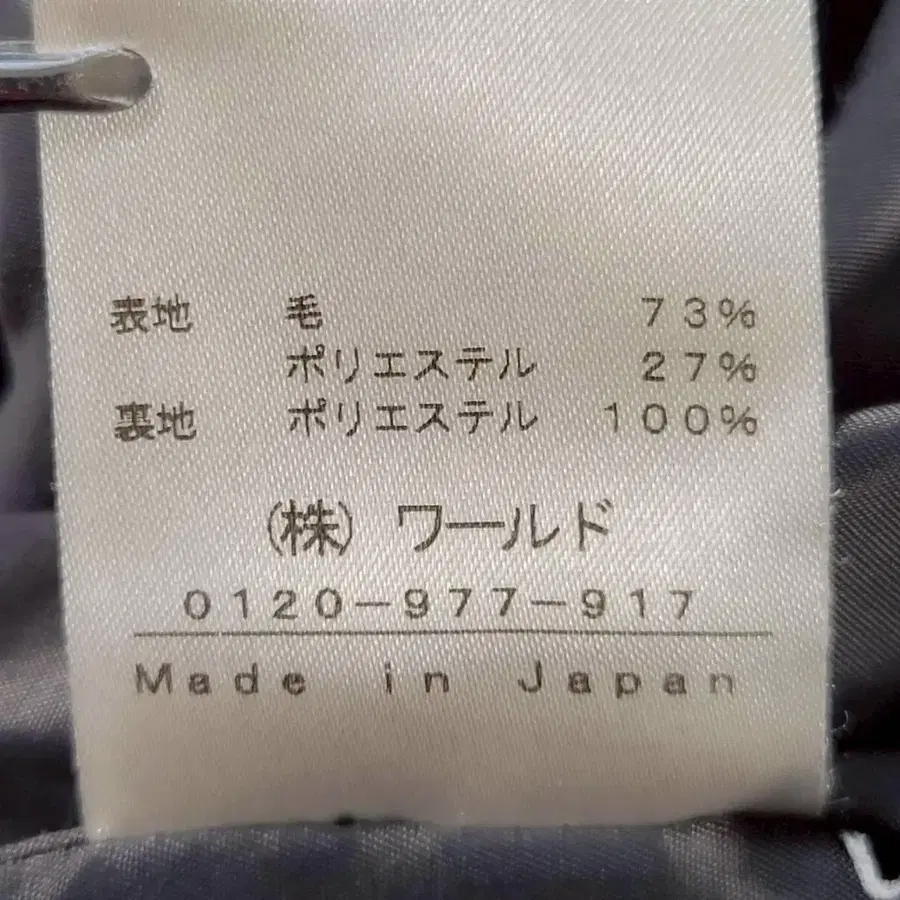 表地 毛 73%
ポリエステル 27%
裏地 ポリエステル 100%
(株) ワールド
0120-977-917
Made in Japan